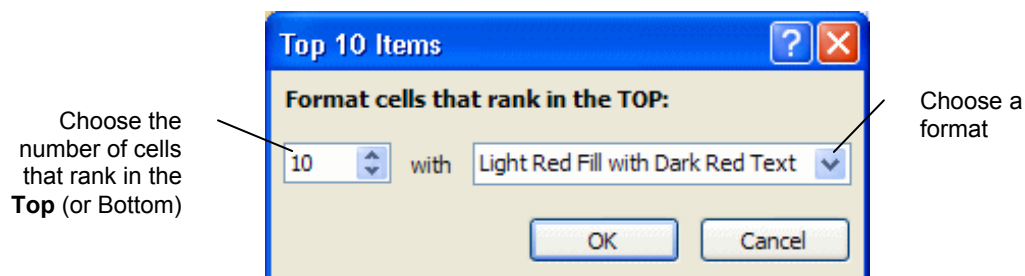 Top 10 Items
Format cells that rank in the TOP:
Choose the
number of cells
that rank in the
Top (or Bottom)
10 with Light Red Fill with Dark Red Text
Choose a
format
OK Cancel